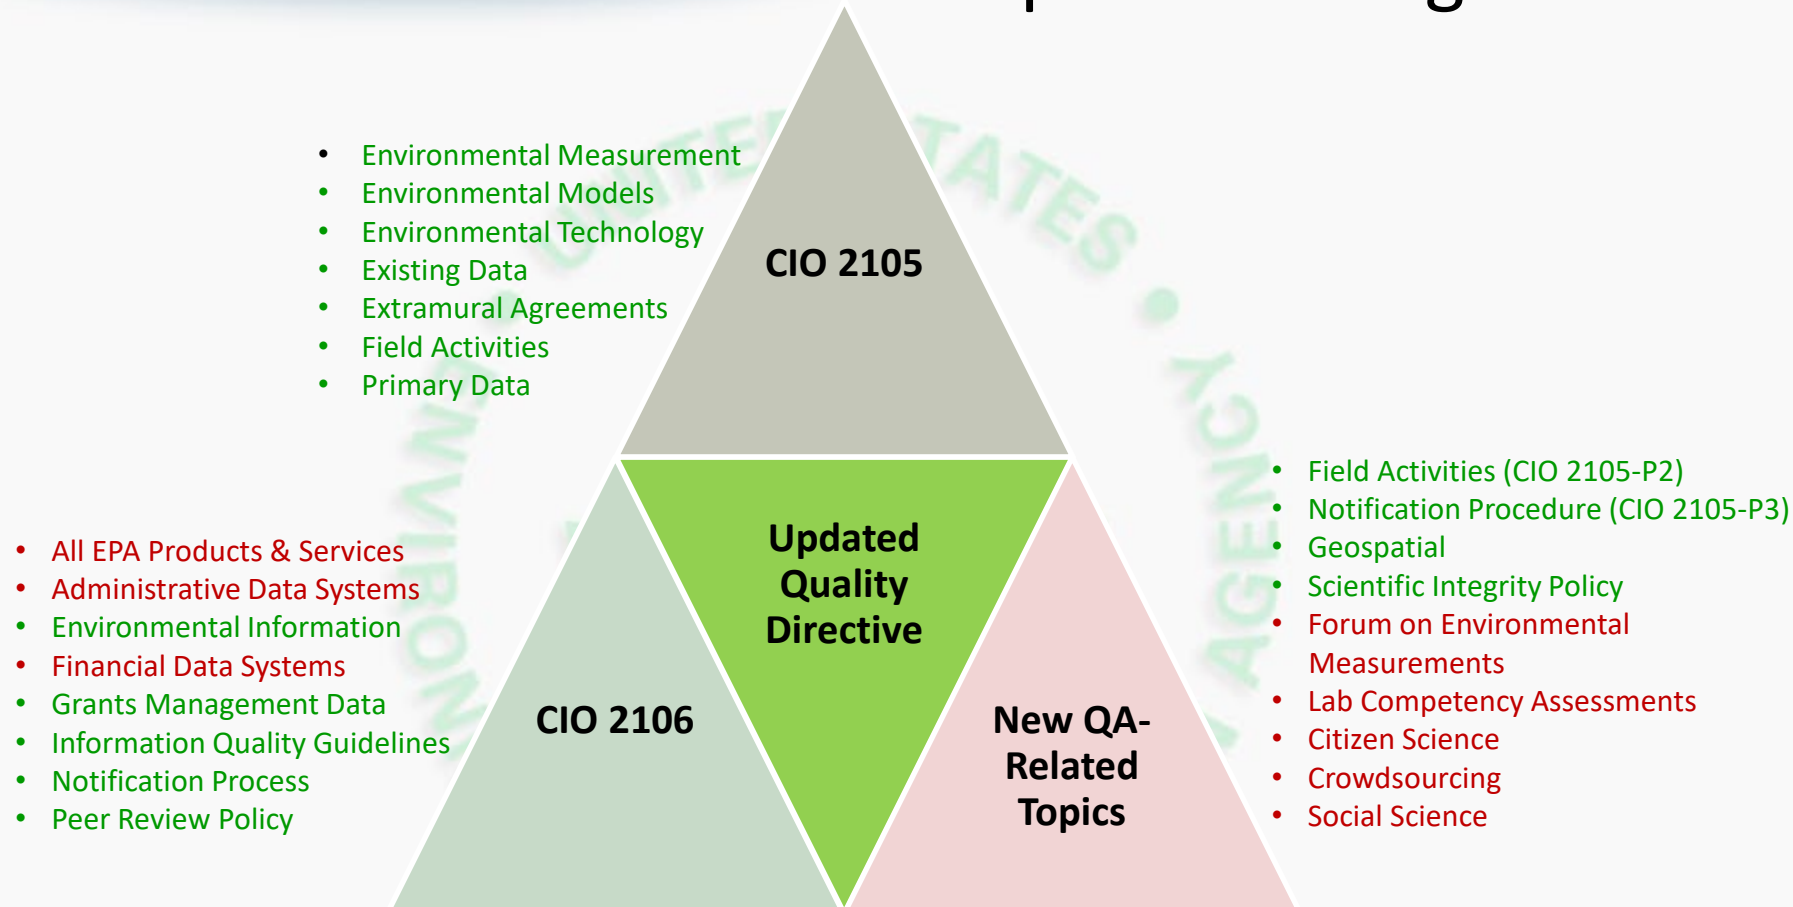 • Environmental Measurement
• Environmental Models
• Environmental Technology
• Existing Data
• Extramural Agreements
• Field Activities
• Primary Data
CIO 2105
• All EPA Products & Services
• Administrative Data Systems
• Environmental Information
• Financial Data Systems
• Grants Management Data
• Information Quality Guidelines
• Notification Process
• Peer Review Policy
CIO 2106
Updated
Quality
Directive
New QA-
Related
Topics
• Field Activities (CIO 2105-P2)
• Notification Procedure (CIO 2105-P3)
• Geospatial
• Scientific Integrity Policy
• Forum on Environmental
Measurements
• Lab Competency Assessments
• Citizen Science
• Crowdsourcing
• Social Science